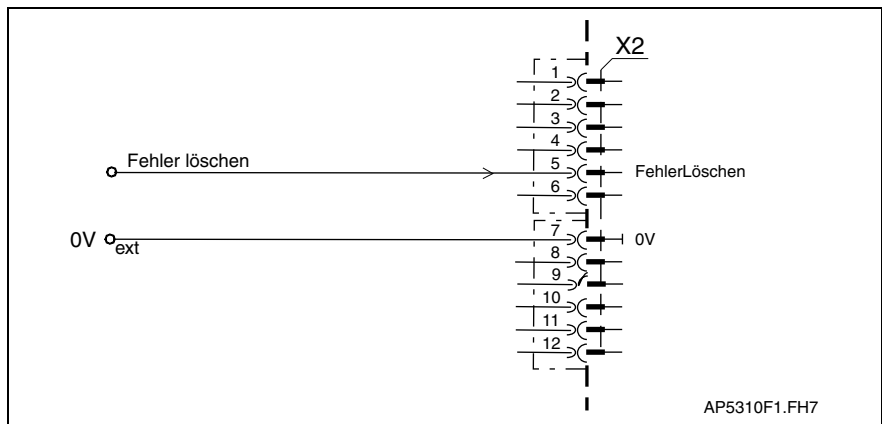 X2
1
2
3
4
Fehler löschen
5
FehlerLöschen
6
7
0V
ext
0V
8
9
10
11
12
AP5310F1.FH7